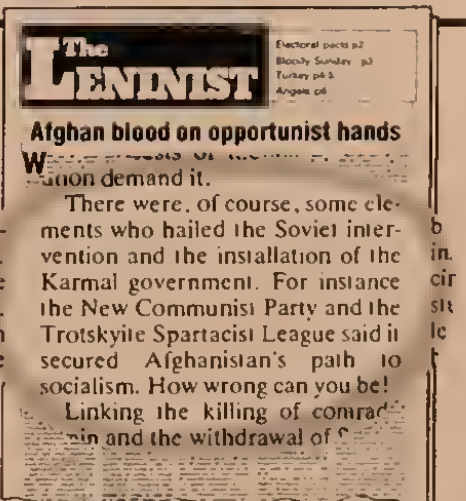 The
LENINIST
Electoral pacts p2
Bloody Sunday p3
Turkey p4-5
Angola p6
Afghan blood on opportunist hands
W
demand it.
There were, of course, some ele-
ments who hailed the Soviet inter-
vention and the installation of the
Karmal government. For instance
the New Communist Party and the
Trotskyite Spartacist League said it
secured Afghanistan's path to
socialism. How wrong can you be!
Linking the killing of
and the withdrawal of